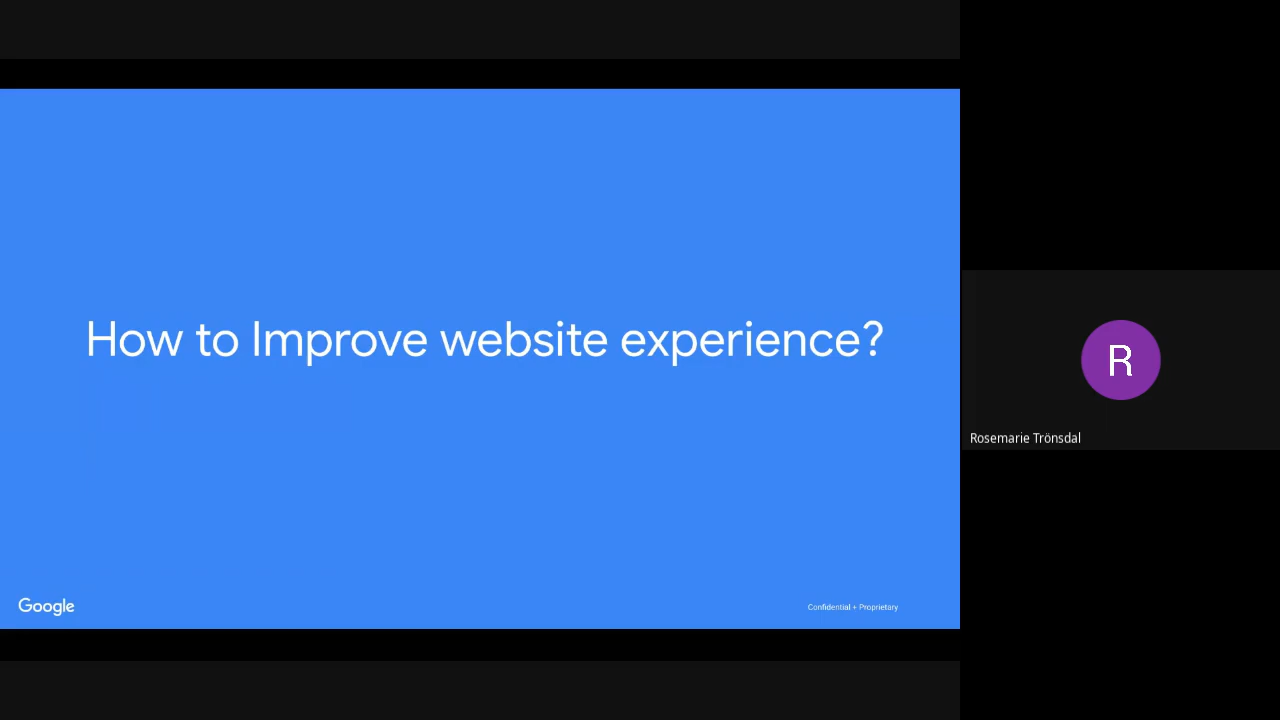 How to Improve website experience?
R
Rosemarie Trönsdal
Google
Confidential + Proprietary